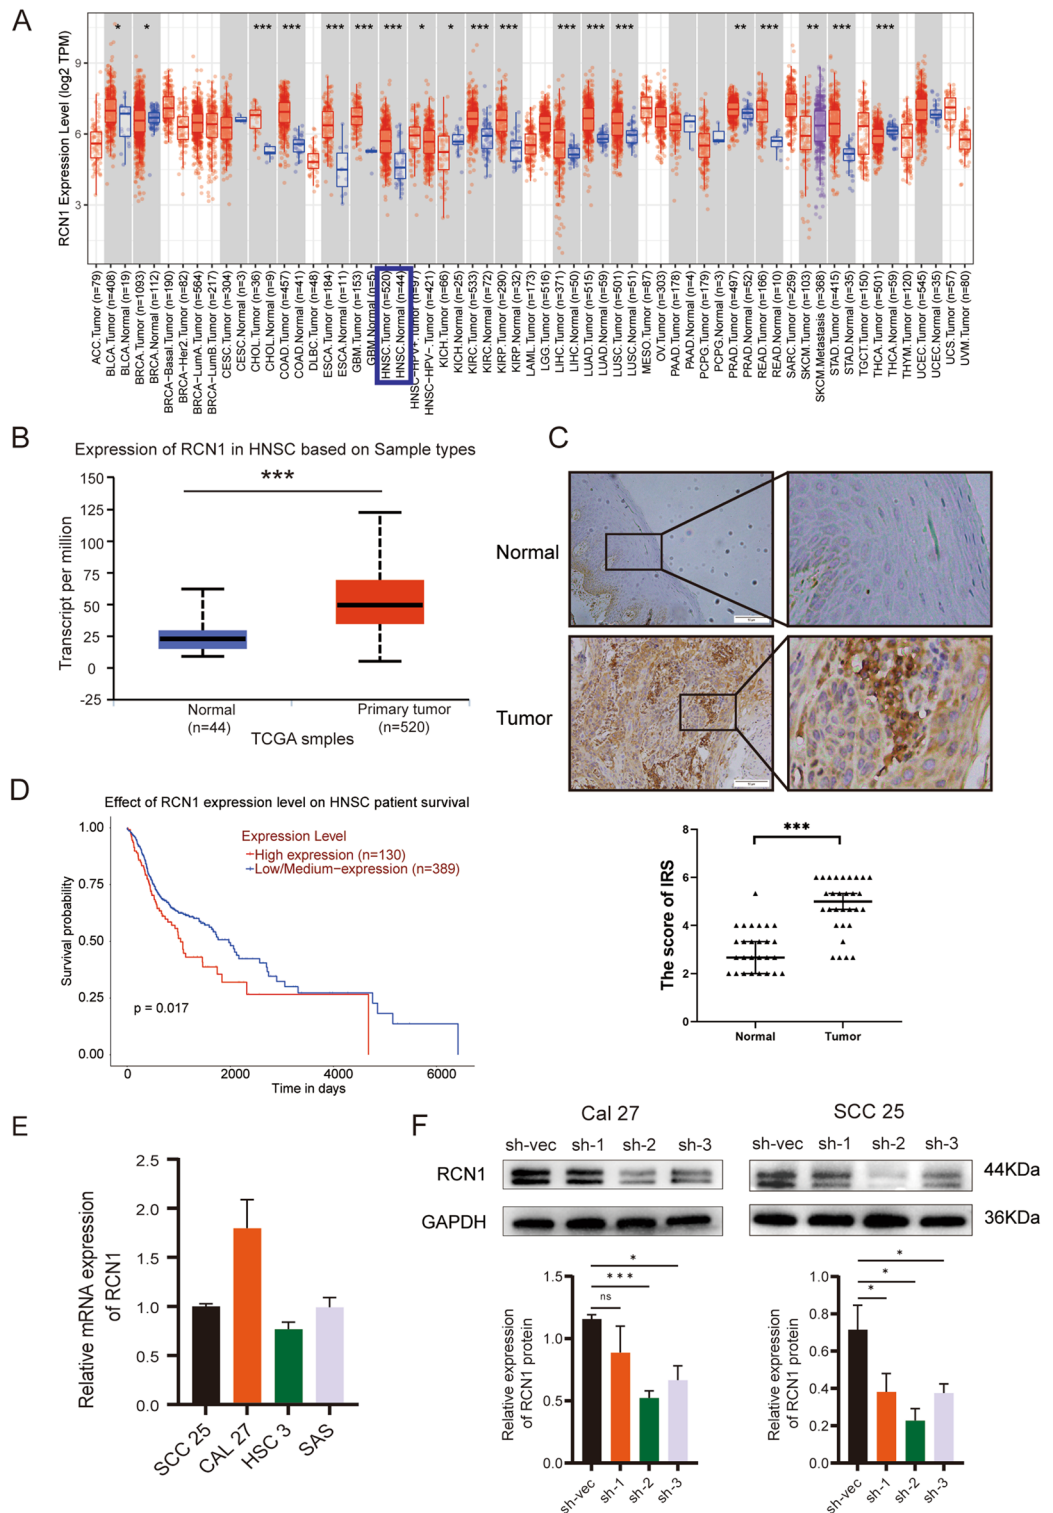 A
* * *** *** *** *** *** * * *** *** *** *** *** ** *** ** *** ***
RCN1 Expression Level (log2 TPM)
9
6
3
ACC.Tumor (n=79)
BLCA.Tumor (n=408)
BLCA.Normal (n=19)
BRCA.Tumor (n=1093)
BRCA.Normal (n=112)
BRCA-Basal.Tumor (n=190)
BRCA-Her2.Tumor (n=82)
BRCA-LumA.Tumor (n=564)
BRCA-LumB.Tumor (n=217)
CESC.Tumor (n=304)
CESC.Normal (n=3)
CHOL.Tumor (n=36)
CHOL.Normal (n=9)
COAD.Tumor (n=457)
COAD.Normal (n=41)
DLBC.Tumor (n=48)
ESCA.Tumor (n=184)
ESCA.Normal (n=11)
GBM.Tumor (n=153)
GBM.Normal (n=5)
HNSC.Tumor (n=520)
HNSC.Normal (n=44)
HNSC-HPV+.Tumor (n=97)
HNSC-HPV-.Tumor (n=421)
KICH.Tumor (n=66)
KICH.Normal (n=25)
KIRC.Tumor (n=533)
KIRC.Normal (n=72)
KIRP.Tumor (n=290)
KIRP.Normal (n=32)
LAML.Tumor (n=173)
LGG.Tumor (n=516)
LIHC.Tumor (n=371)
LIHC.Normal (n=50)
LUAD.Tumor (n=515)
LUAD.Normal (n=59)
LUSC.Tumor (n=501)
LUSC.Normal (n=51)
MESO.Tumor (n=87)
OV.Tumor (n=303)
PAAD.Tumor (n=178)
PAAD.Normal (n=4)
PCPG.Tumor (n=179)
PCPG.Normal (n=3)
PRAD.Tumor (n=497)
PRAD.Normal (n=52)
READ.Tumor (n=166)
READ.Normal (n=10)
SARC.Tumor (n=259)
SKCM.Tumor (n=103)
SKCM.Metastasis (n=368)
STAD.Tumor (n=415)
STAD.Normal (n=35)
TGCT.Tumor (n=150)
THCA.Tumor (n=501)
THCA.Normal (n=59)
THYM.Tumor (n=120)
UCEC.Tumor (n=545)
UCEC.Normal (n=35)
UCS.Tumor (n=57)
UVM.Tumor (n=80)
B
Expression of RCN1 in HNSC based on Sample types
***
Transcript per million
150
125
100
75
50
25
0
-25
Normal
(n=44)
Primary tumor
(n=520)
TCGA smples
C
Normal
Tumor
The score of IRS
8
6
4
2
0
***
Normal
Tumor
D
Effect of RCN1 expression level on HNSC patient survival
Expression Level
High expression (n=130)
Low/Medium-expression (n=389)
Survival probability
1.00
0.75
0.50
0.25
0.00
p = 0.017
0 2000 4000 6000
Time in days
E
Relative mRNA expression
of RCN1
2.5
2.0
1.5
1.0
0.5
0.0
SCC 25
CAL 27
HSC 3
SAS
F
Cal 27
sh-vec sh-1 sh-2 sh-3
SCC 25
sh-vec sh-1 sh-2 sh-3
RCN1
44KDa
GAPDH
36KDa
Relative expression
of RCN1 protein
1.5
1.0
0.5
0.0
*
***
ns
sh-vec
sh-1
sh-2
sh-3
Relative expression
of RCN1 protein
1.0
0.8
0.6
0.4
0.2
0.0
*
*
*
sh-vec
sh-1
sh-2
sh-3